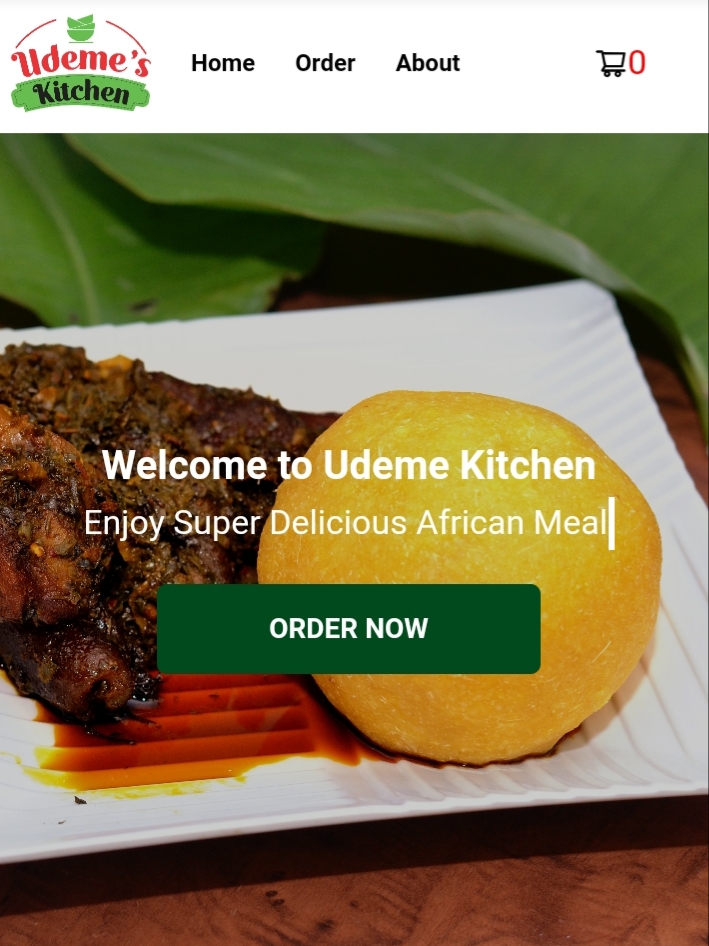 Udeme's
Kitchen
Home Order About 0
Welcome to Udeme Kitchen
Enjoy Super Delicious African Meal
ORDER NOW